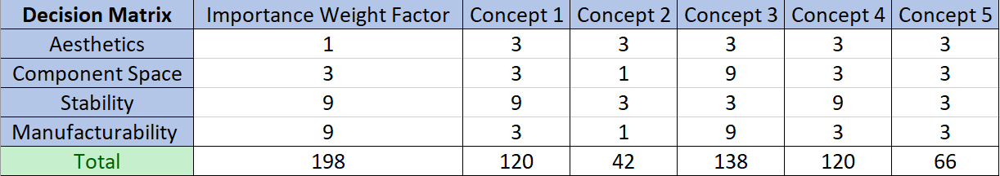 Decision Matrix Importance Weight Factor Concept 1 Concept 2 Concept 3 Concept 4 Concept 5
Aesthetics 1 3 3 3 3 3
Component Space 3 3 1 9 3 3
Stability 9 9 3 3 9 3
Manufacturability 9 3 1 9 3 3
Total 198 120 42 138 120 66